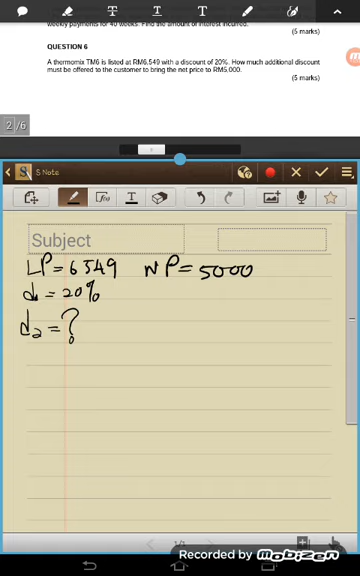 weekly payments for 40 weeks. Find the amount of interest incurred.
(5 marks)
QUESTION 6
A thermomix TM6 is listed at RM6,549 with a discount of 20%. How much additional discount
must be offered to the customer to bring the net price to RM5,000.
(5 marks)
2 / 6
S Note
Subject
LP = 6549 NP = 5000
d₁ = 20%
d₂ = ?
1/1
Recorded by Mobizen